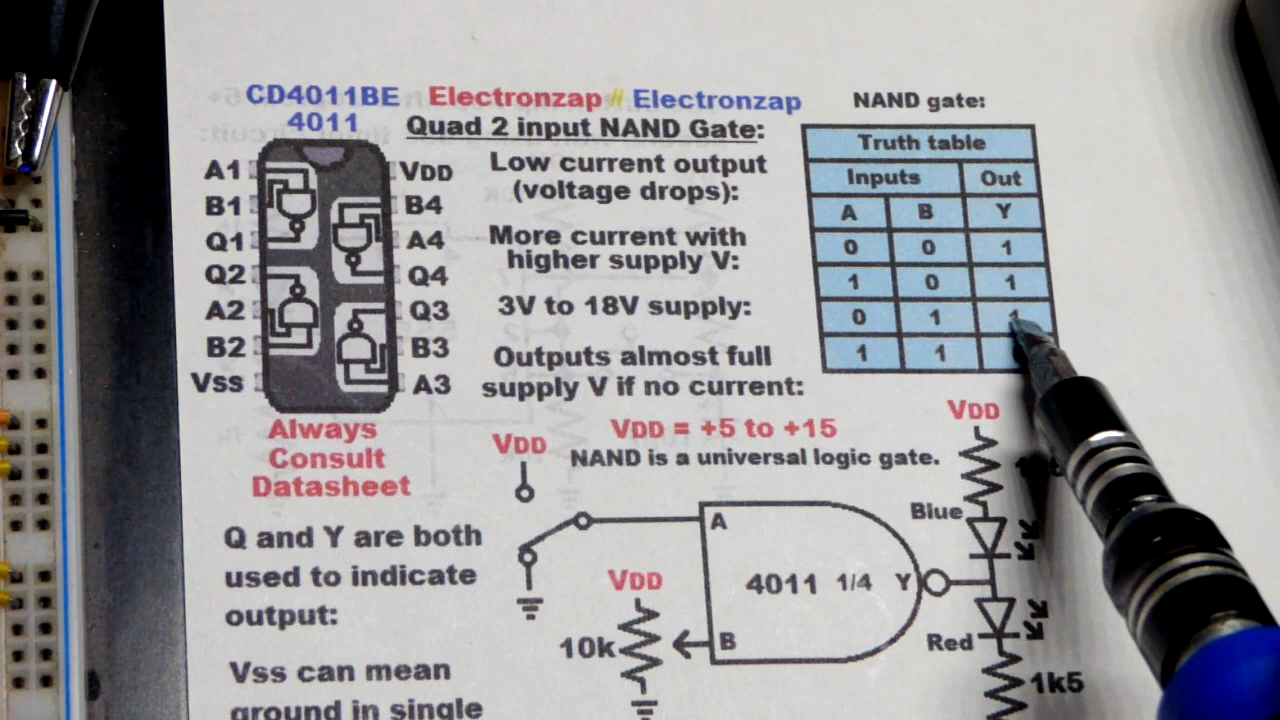 CD4011BE
4011
A1
B1
Q1
Q2
A2
B2
Vss
VDD
B4
A4
Q4
Q3
B3
A3
Always
Consult
Datasheet
Electronzap // Electronzap
Quad 2 input NAND Gate:
Low current output
(voltage drops):
More current with
higher supply V:
3V to 18V supply:
Outputs almost full
supply V if no current:
NAND gate:
Truth table
Inputs Out
A B Y
0 0 1
1 0 1
0 1 1
1 1
VDD = +5 to +15
NAND is a universal logic gate.
VDD
VDD
VDD
A
B
4011 1/4 Y
10k
Blue
Red
1k5
Q and Y are both
used to indicate
output:
Vss can mean
ground in single